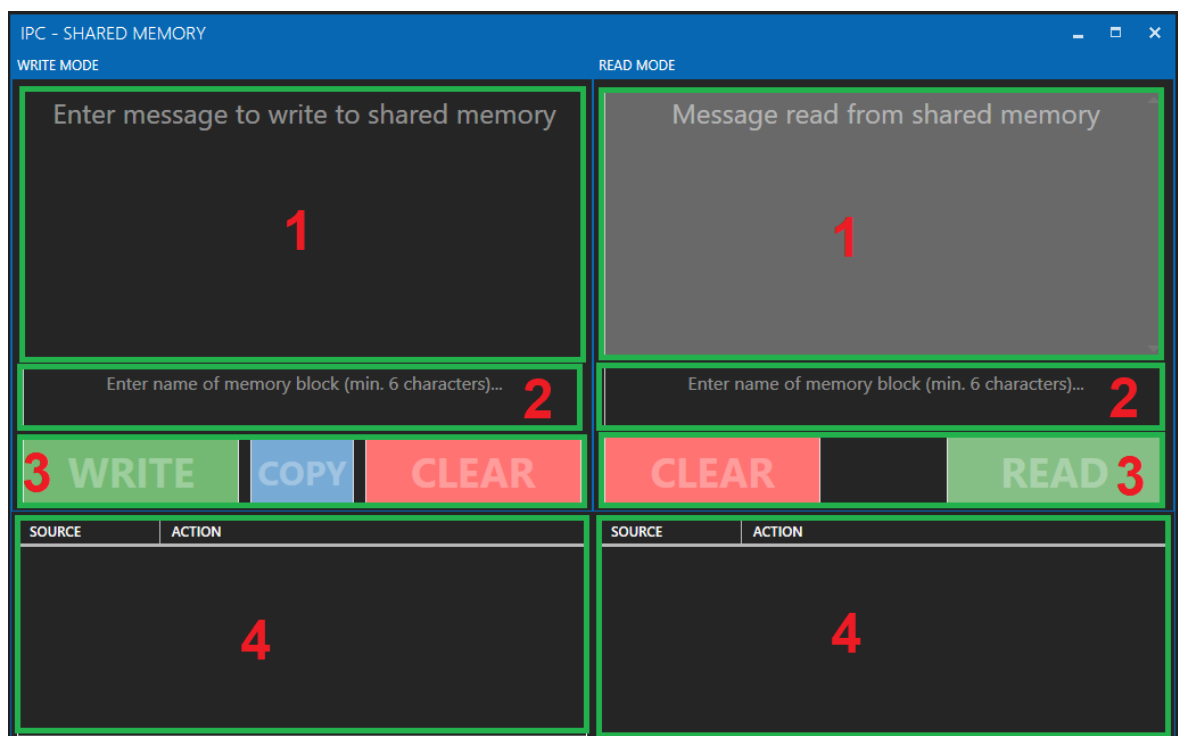 IPC - SHARED MEMORY
WRITE MODE
READ MODE
Enter message to write to shared memory
Message read from shared memory
1
1
Enter name of memory block (min. 6 characters)...
2
Enter name of memory block (min. 6 characters)...
2
3
WRITE
COPY
CLEAR
CLEAR
READ
3
SOURCE
ACTION
SOURCE
ACTION
4
4